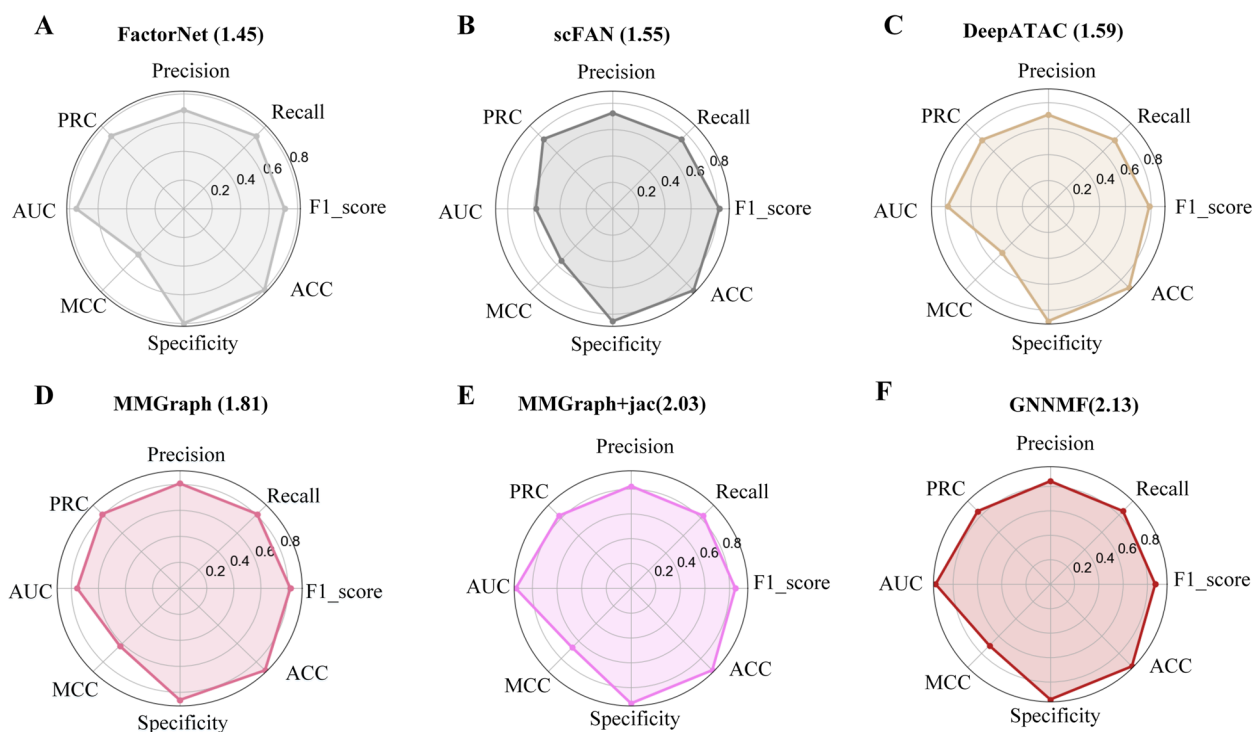 A
FactorNet (1.45)
Precision
PRC
Recall
0.8
0.6
0.4
0.2
AUC
F1_score
MCC
ACC
Specificity
B
scFAN (1.55)
Precision
PRC
Recall
0.8
0.6
0.4
0.2
AUC
F1_score
MCC
ACC
Specificity
C
DeepATAC (1.59)
Precision
PRC
Recall
0.8
0.6
0.4
0.2
AUC
F1_score
MCC
ACC
Specificity
D
MMGraph (1.81)
Precision
PRC
Recall
0.8
0.6
0.4
0.2
AUC
F1_score
MCC
ACC
Specificity
E
MMGraph+jac(2.03)
Precision
PRC
Recall
0.8
0.6
0.4
0.2
AUC
F1_score
MCC
ACC
Specificity
F
GNNMF(2.13)
Precision
PRC
Recall
0.8
0.6
0.4
0.2
AUC
F1_score
MCC
ACC
Specificity